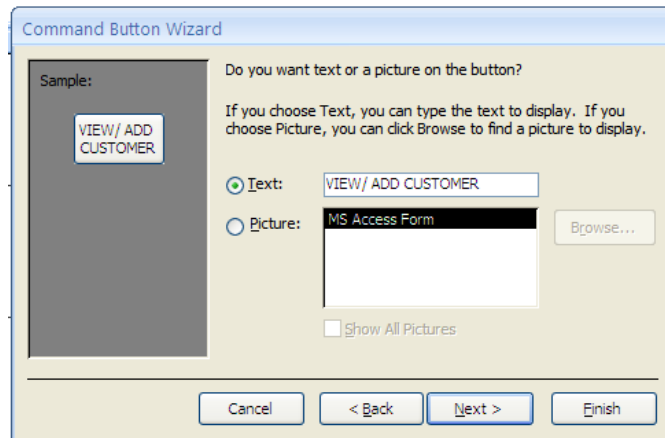 Command Button Wizard
Sample:
VIEW/ ADD
CUSTOMER
Do you want text or a picture on the button?
If you choose Text, you can type the text to display. If you
choose Picture, you can click Browse to find a picture to display.
Text:
VIEW/ ADD CUSTOMER
Picture:
MS Access Form
Browse...
Show All Pictures
Cancel
< Back
Next >
Finish